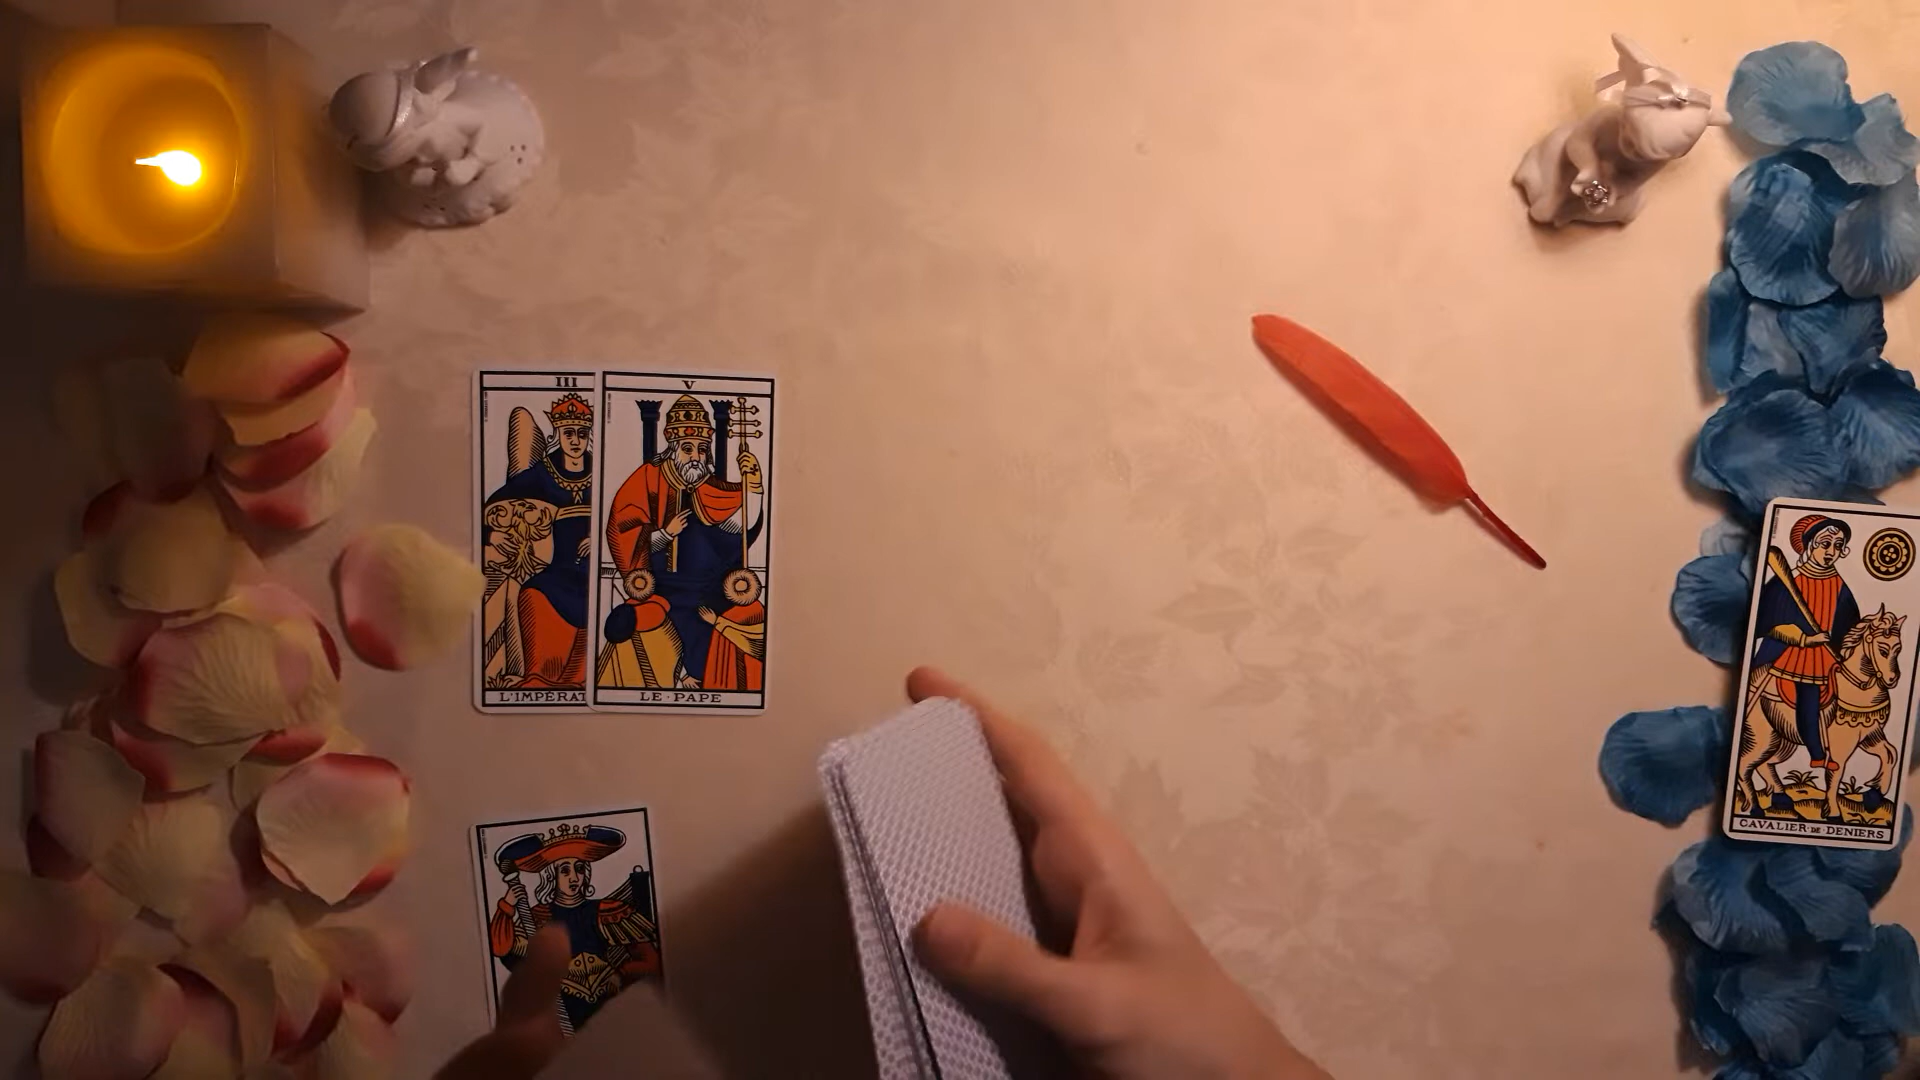 III
V
L'IMPÉRAT
LE·PAPE
CAVALIER·DE·DENIERS